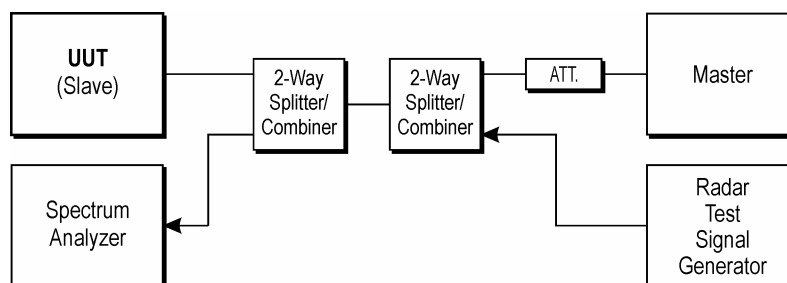 UUT
(Slave)
2-Way
Splitter/
Combiner
2-Way
Splitter/
Combiner
ATT.
Master
Spectrum
Analyzer
Radar
Test
Signal
Generator